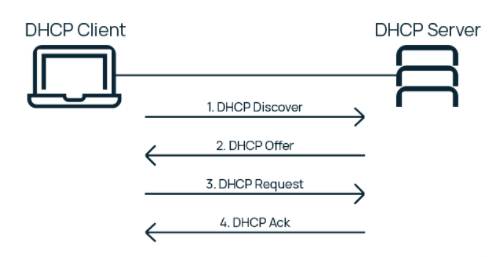 DHCP Client
DHCP Server
1. DHCP Discover
2. DHCP Offer
3. DHCP Request
4. DHCP Ack